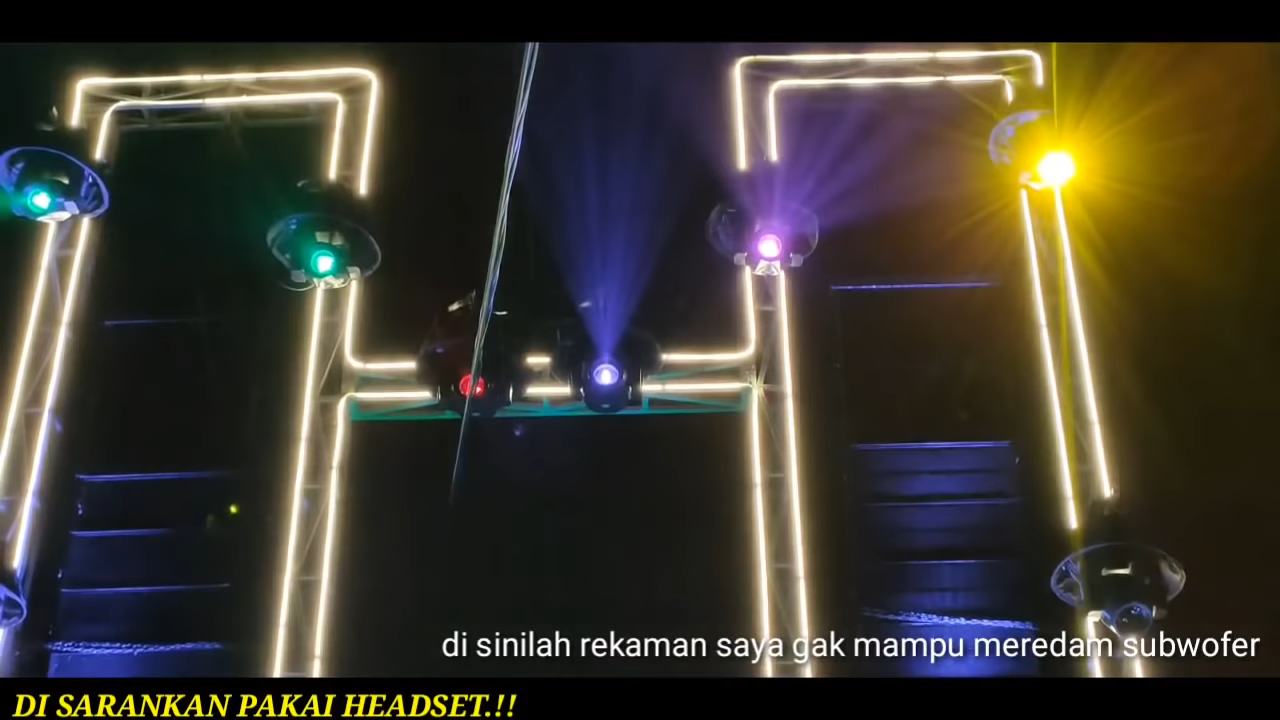 di sinilah rekaman saya gak mampu meredam subwofer
DI SARANKAN PAKAI HEADSET.!!